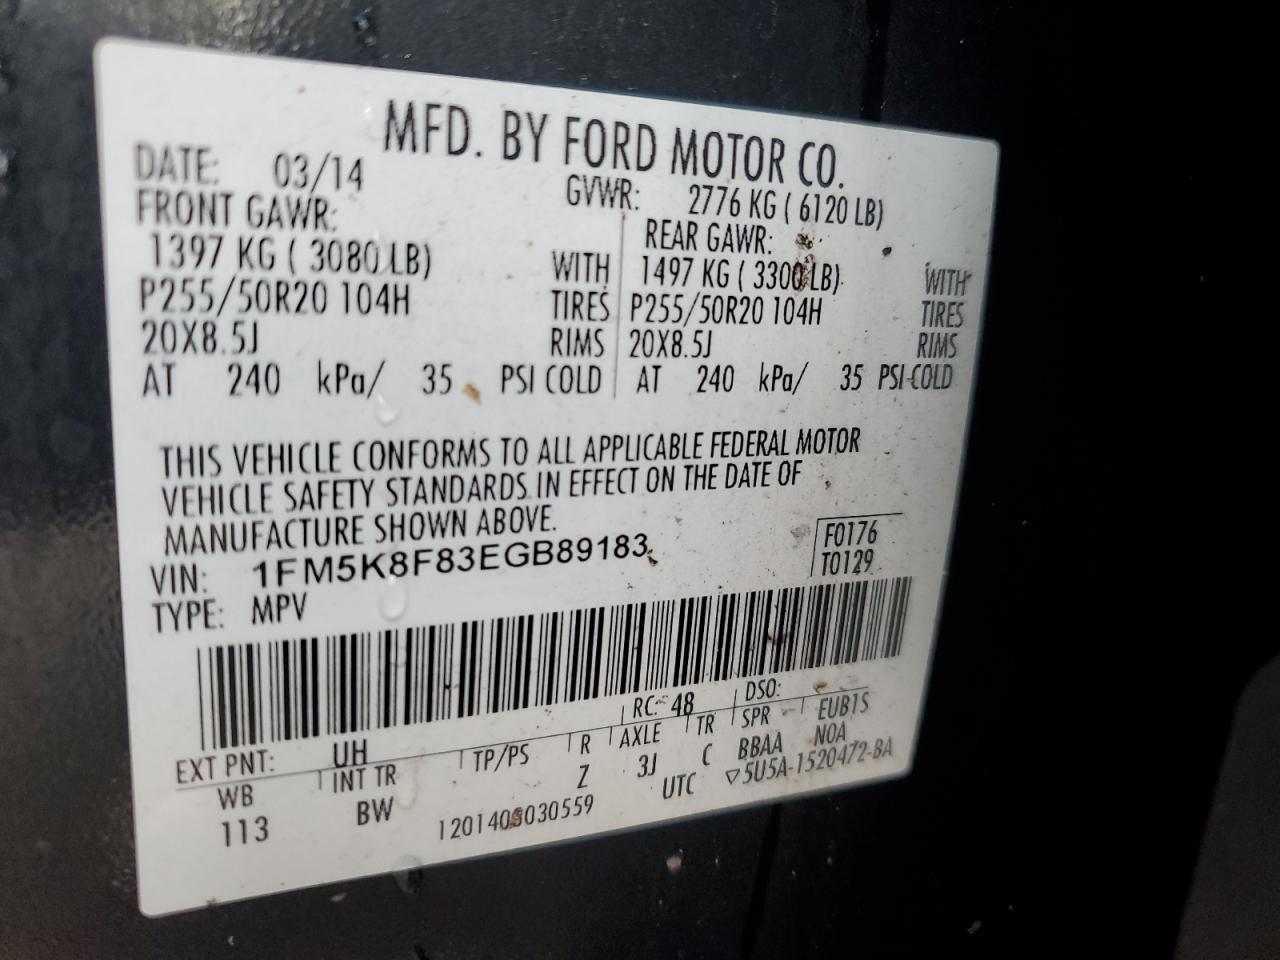 MFD. BY FORD MOTOR CO.
DATE: 03/14 GVWR: 2776 KG ( 6120 LB)
FRONT GAWR: REAR GAWR:
1397 KG ( 3080 LB) WITH 1497 KG ( 3300 LB) WITH
P255/50R20 104H TIRES P255/50R20 104H TIRES
20X8.5J RIMS 20X8.5J RIMS
AT 240 kPa/ 35 PSI COLD AT 240 kPa/ 35 PSI COLD
THIS VEHICLE CONFORMS TO ALL APPLICABLE FEDERAL MOTOR
VEHICLE SAFETY STANDARDS IN EFFECT ON THE DATE OF
MANUFACTURE SHOWN ABOVE.
VIN: 1FM5K8F83EGB89183 F0176
TYPE: MPV T0129
RC: 48 DSO:
EXT PNT: UH EUB1S
WB INT TR TP/PS R AXLE TR SPR NOA
113 BW Z 3J C BBAA
1201403030559 UTC ▽5U5A-1520472-BA